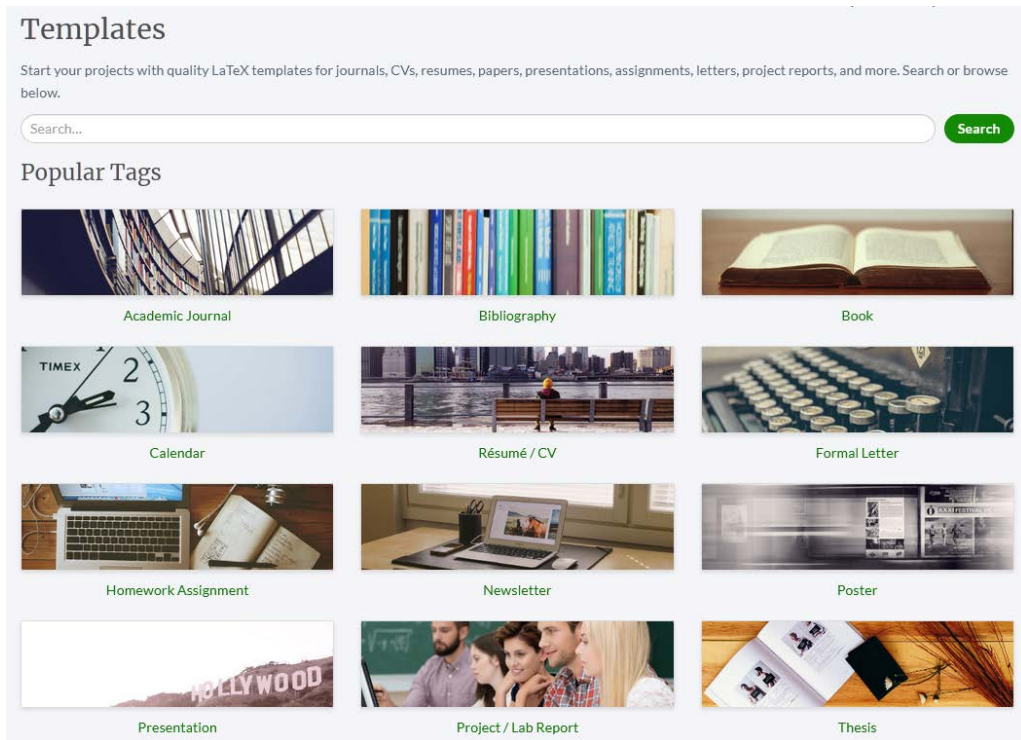 Templates
Start your projects with quality LaTeX templates for journals, CVs, resumes, papers, presentations, assignments, letters, project reports, and more. Search or browse
below.
Search...
Search
Popular Tags
Academic Journal
Bibliography
Book
TIMEX
2
3
Calendar
Résumé / CV
Formal Letter
XXXI FESTIVAL
Homework Assignment
Newsletter
Poster
HOLLYWOOD
Presentation
Project / Lab Report
Thesis